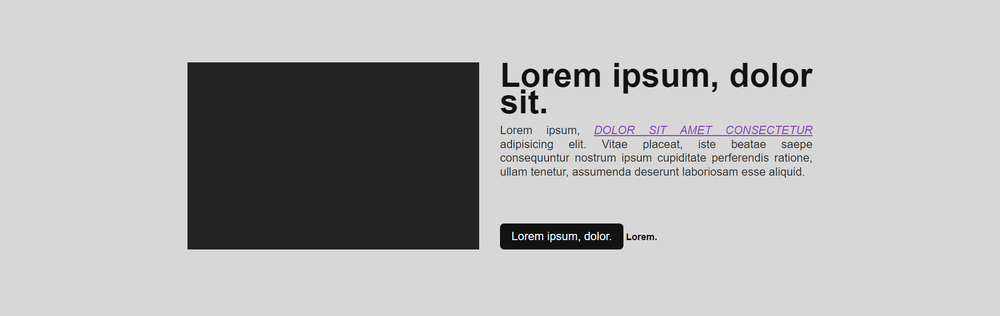 Lorem ipsum, dolor
sit.
Lorem ipsum, DOLOR SIT AMET CONSECTETUR
adipisicing elit. Vitae placeat, iste beatae saepe
consequuntur nostrum ipsum cupiditate perferendis ratione,
ullam tenetur, assumenda deserunt laboriosam esse aliquid.
Lorem ipsum, dolor. Lorem.